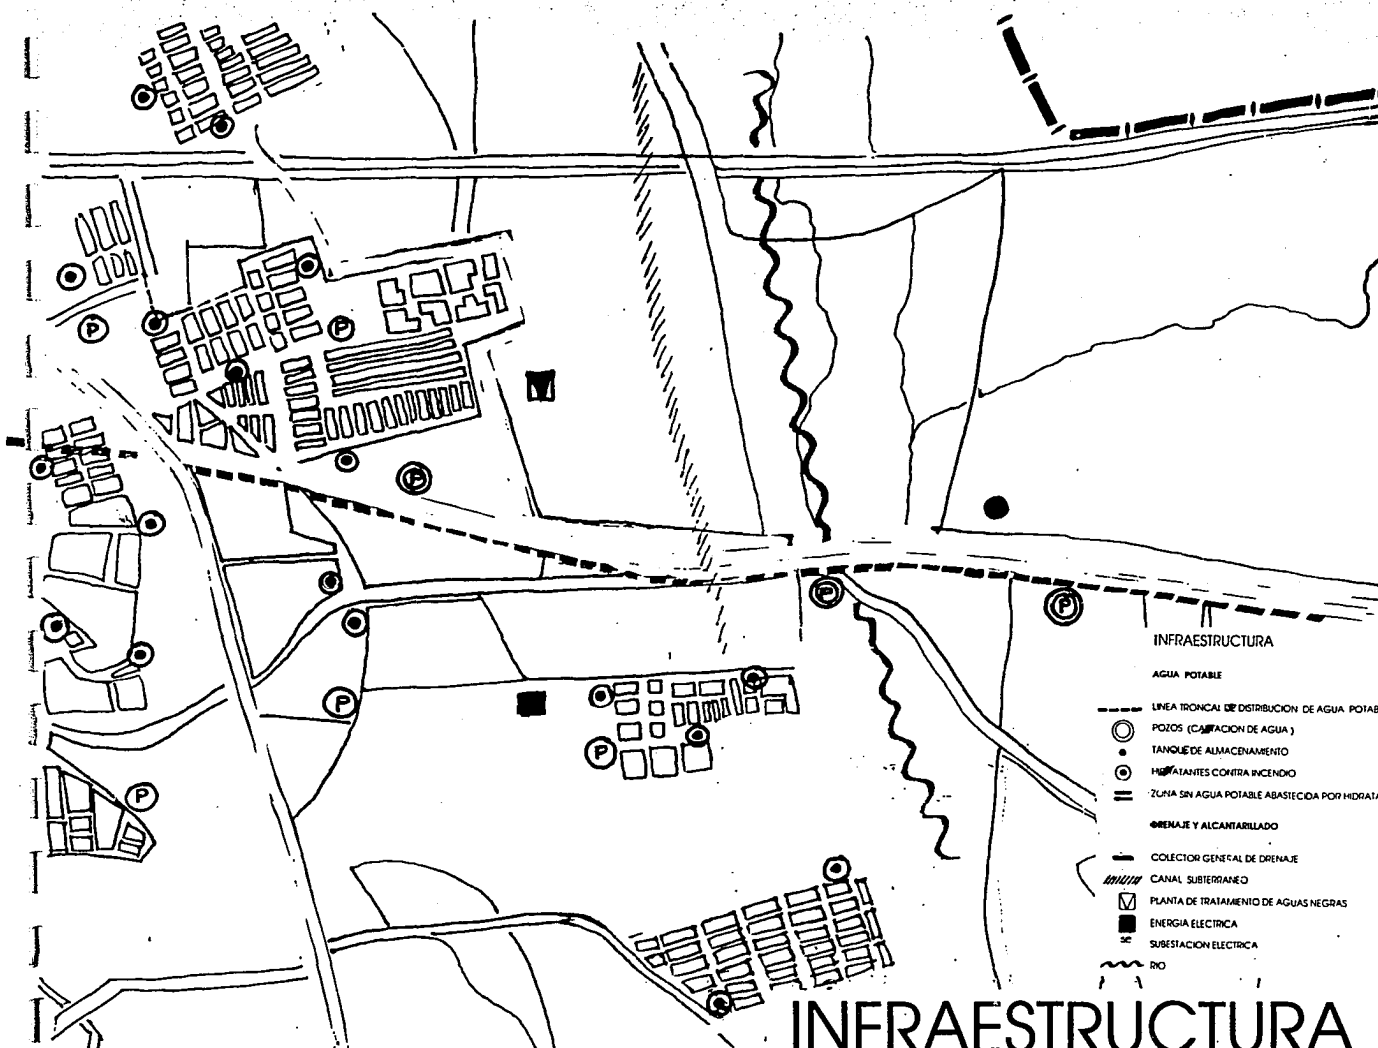 P
P
P
P
P
P
P
P
INFRAESTRUCTURA
AGUA POTABLE
LINEA TRONCAL DE DISTRIBUCION DE AGUA POTAB
POZOS (CAPTACION DE AGUA)
TANQUE DE ALMACENAMIENTO
HIDRATANTES CONTRA INCENDIO
ZONA SIN AGUA POTABLE ABASTECIDA POR HIDRATA
DRENAJE Y ALCANTARILLADO
COLECTOR GENERAL DE DRENAJE
CANAL SUBTERRANEO
PLANTA DE TRATAMIENTO DE AGUAS NEGRAS
ENERGIA ELECTRICA
SE SUBESTACION ELECTRICA
RIO
INFRAESTRUCTURA